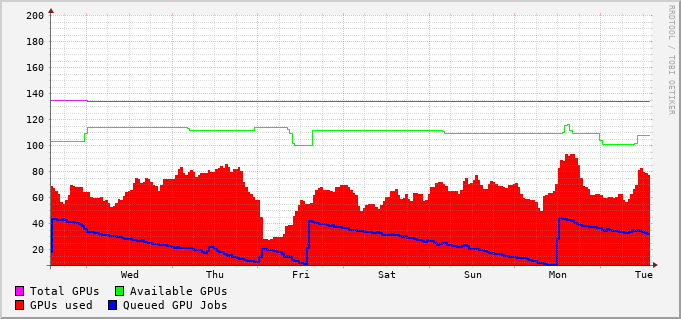 200
180
160
140
120
100
80
60
40
20
Wed Thu Fri Sat Sun Mon Tue
Total GPUs Available GPUs
GPUs used Queued GPU Jobs
RRDTOOL / TOBI OETIKER